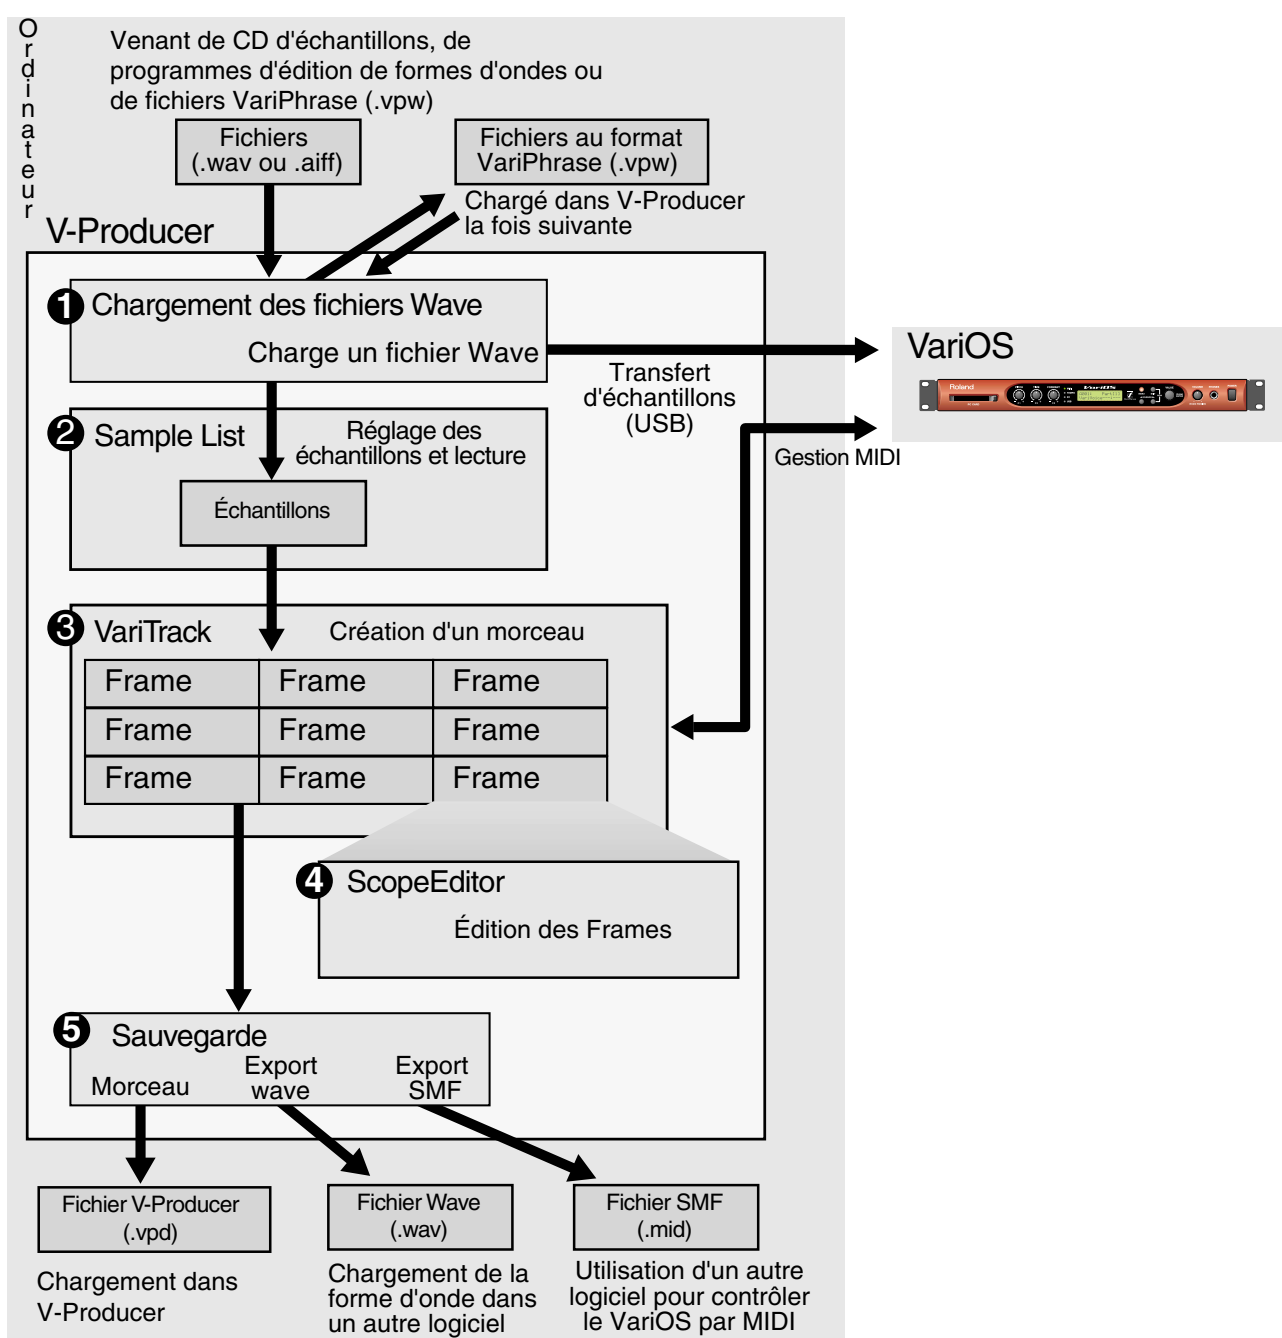 Ordinateur
Venant de CD d'échantillons, de
programmes d'édition de formes d'ondes ou
de fichiers VariPhrase (.vpw)
Fichiers
(.wav ou .aiff)
Fichiers au format
VariPhrase (.vpw)
Chargé dans V-Producer
la fois suivante
V-Producer
1 Chargement des fichiers Wave
Charge un fichier Wave
Transfert
d'échantillons
(USB)
VariOS
Roland
VariOS
Gestion MIDI
2 Sample List
Réglage des
échantillons et lecture
Échantillons
3 VariTrack
Création d'un morceau
Frame Frame Frame
Frame Frame Frame
Frame Frame Frame
4 ScopeEditor
Édition des Frames
5 Sauvegarde
Morceau
Export
wave
Export
SMF
Fichier V-Producer
(.vpd)
Chargement dans
V-Producer
Fichier Wave
(.wav)
Chargement de la
forme d'onde dans
un autre logiciel
Fichier SMF
(.mid)
Utilisation d'un autre
logiciel pour contrôler
le VariOS par MIDI